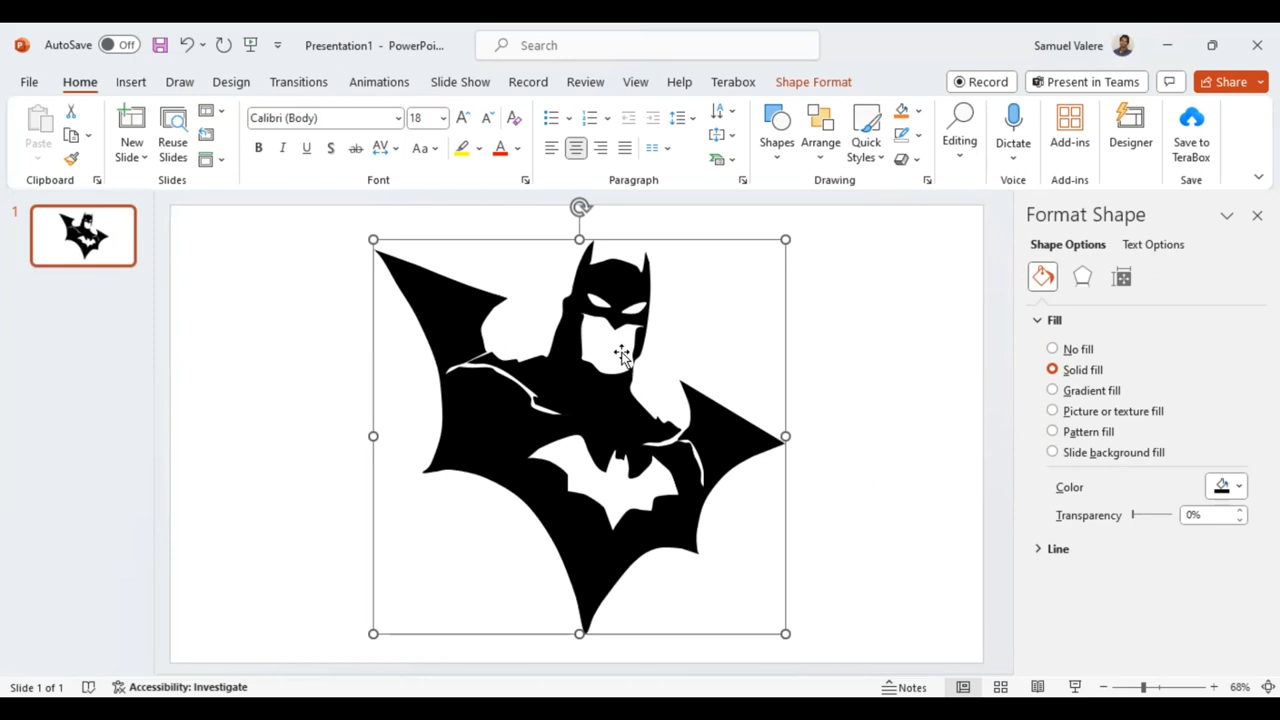 AutoSave Off Presentation1 - PowerPoi... Search Samuel Valere
File Home Insert Draw Design Transitions Animations Slide Show Record Review View Help Terabox Shape Format Record Present in Teams Share
Paste New Slide Reuse Slides Calibri (Body) 18 Shapes Arrange Quick Styles Editing Dictate Add-ins Designer Save to TeraBox
B I U S ab AV Aa A
Clipboard Slides Font Paragraph Drawing Voice Add-ins Save
1
Format Shape
Shape Options Text Options
Fill
No fill
Solid fill
Gradient fill
Picture or texture fill
Pattern fill
Slide background fill
Color
Transparency 0%
Line
Slide 1 of 1 Accessibility: Investigate Notes 68%